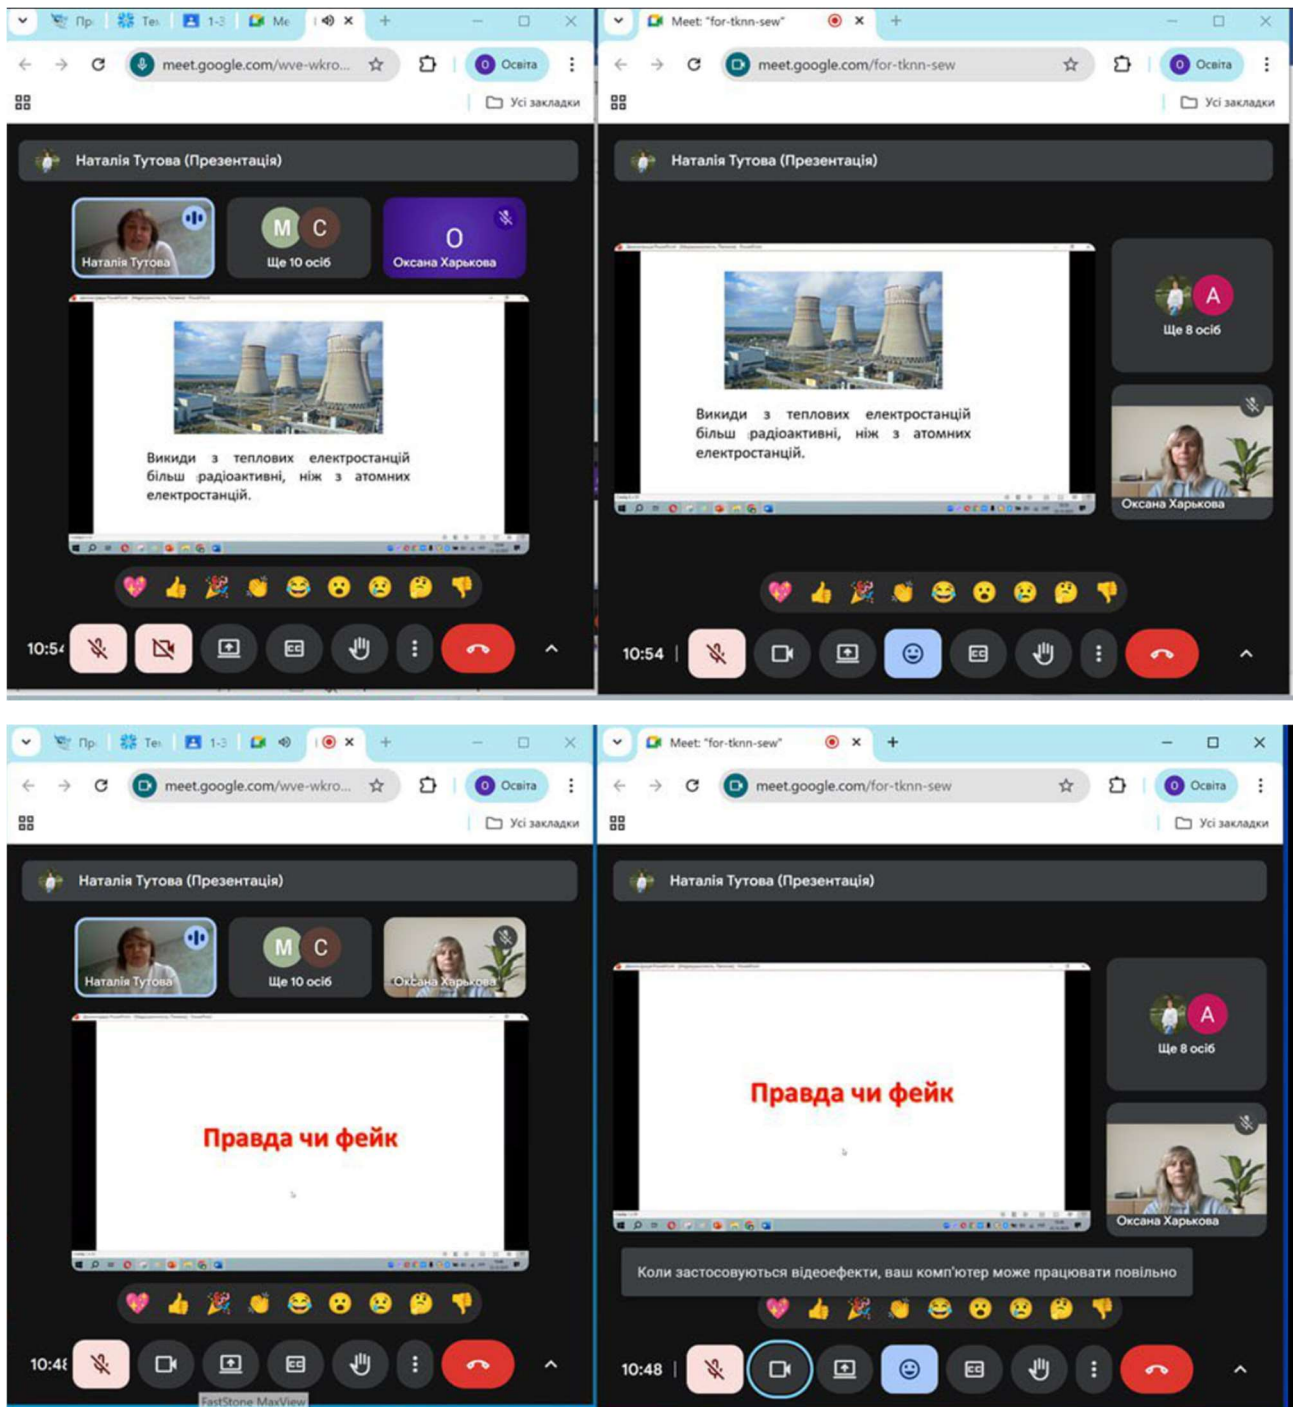 Пр
Те
1-3
Me
meet.google.com/wve-wkro...
Освіта
Усі закладки
Наталія Тутова (Презентація)
Наталія Тутова
M C
Ще 10 осіб
O
Оксана Харькова
Викиди з теплових електростанцій
більш радіоактивні, ніж з атомних
електростанцій.
10:54
Meet: "for-tknn-sew"
meet.google.com/for-tknn-sew
Освіта
Усі закладки
Наталія Тутова (Презентація)
A
Ще 8 осіб
Викиди з теплових електростанцій
більш радіоактивні, ніж з атомних
електростанцій.
Оксана Харькова
10:54
Пр
Те
1-3
meet.google.com/wve-wkro...
Освіта
Усі закладки
Наталія Тутова (Презентація)
Наталія Тутова
M C
Ще 10 осіб
Оксана Харькова
Правда чи фейк
10:48
FastStone MaxView
Meet: "for-tknn-sew"
meet.google.com/for-tknn-sew
Освіта
Усі закладки
Наталія Тутова (Презентація)
A
Ще 8 осіб
Правда чи фейк
Оксана Харькова
Коли застосовуються відеоефекти, ваш комп'ютер може працювати повільно
10:48